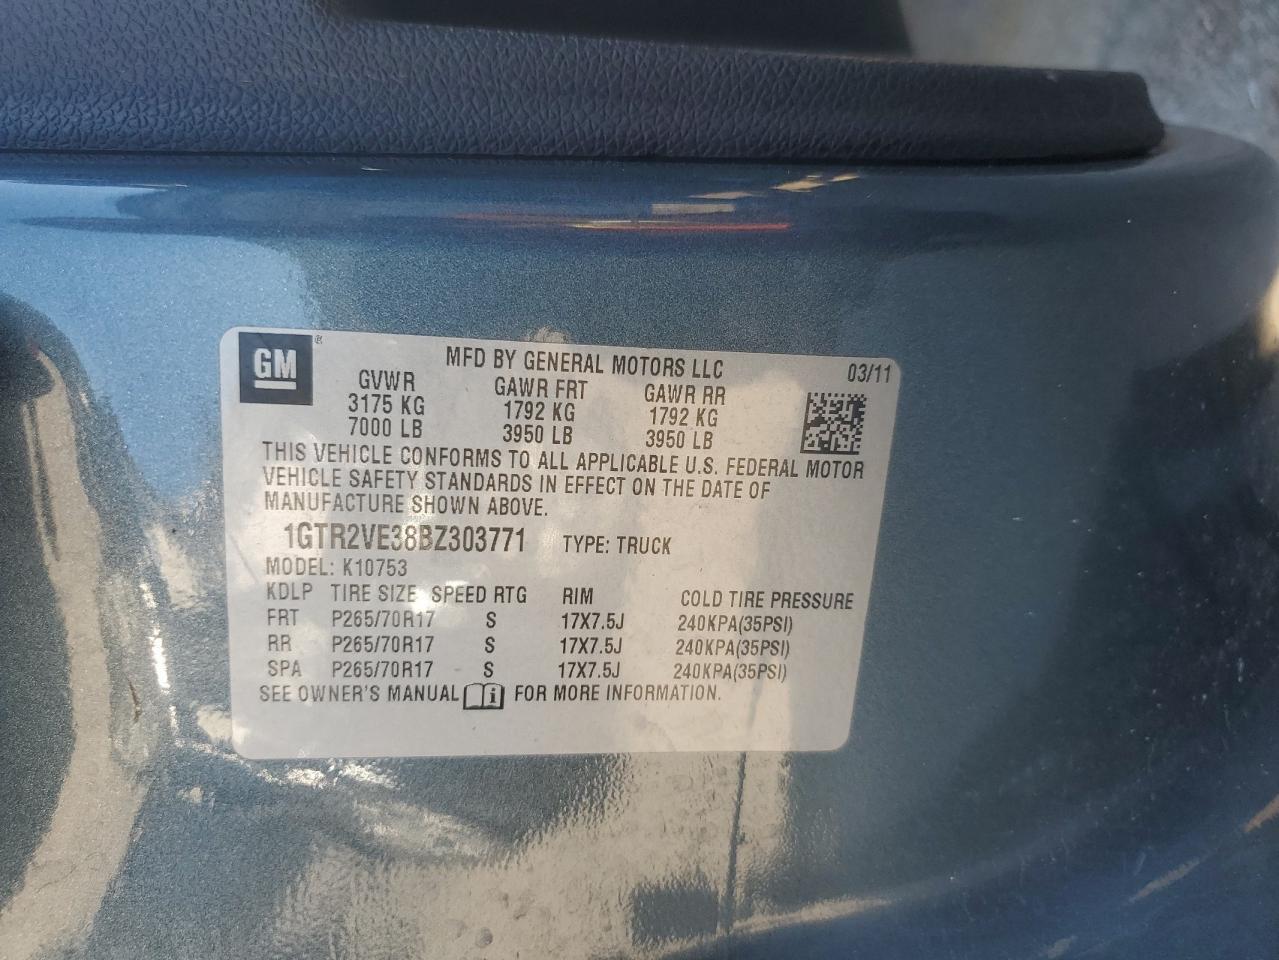 GM ®
MFD BY GENERAL MOTORS LLC 03/11
GVWR GAWR FRT GAWR RR
3175 KG 1792 KG 1792 KG
7000 LB 3950 LB 3950 LB
THIS VEHICLE CONFORMS TO ALL APPLICABLE U.S. FEDERAL MOTOR
VEHICLE SAFETY STANDARDS IN EFFECT ON THE DATE OF
MANUFACTURE SHOWN ABOVE.
1GTR2VE38BZ303771 TYPE: TRUCK
MODEL: K10753
KDLP TIRE SIZE SPEED RTG RIM COLD TIRE PRESSURE
FRT P265/70R17 S 17X7.5J 240KPA(35PSI)
RR P265/70R17 S 17X7.5J 240KPA(35PSI)
SPA P265/70R17 S 17X7.5J 240KPA(35PSI)
SEE OWNER'S MANUAL i FOR MORE INFORMATION.